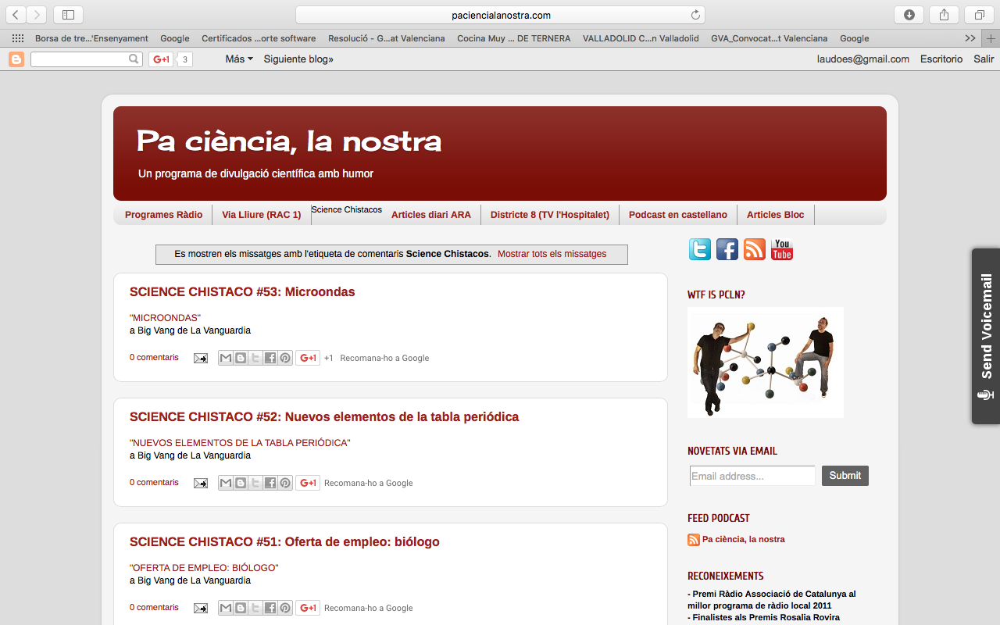 paciencialanostra.com
Borsa de tre...'Ensenyament Google Certificados ...orte software Resolució - G...at Valenciana Cocina Muy ... DE TERNERA VALLADOLID C...n Valladolid GVA_Convocat...t Valenciana Google >>
G+1 3 Más Siguiente blog» laudoes@gmail.com Escritorio Salir
Pa ciència, la nostra
Un programa de divulgació científica amb humor
Programes Ràdio Via Lliure (RAC 1) Science Chistacos Articles diari ARA Districte 8 (TV l'Hospitalet) Podcast en castellano Articles Bloc
Es mostren els missatges amb l'etiqueta de comentaris Science Chistacos. Mostrar tots els missatges
SCIENCE CHISTACO #53: Microondas
"MICROONDAS"
a Big Vang de La Vanguardia
0 comentaris G+1 +1 Recomana-ho a Google
SCIENCE CHISTACO #52: Nuevos elementos de la tabla periódica
"NUEVOS ELEMENTOS DE LA TABLA PERIÓDICA"
a Big Vang de La Vanguardia
0 comentaris G+1 Recomana-ho a Google
SCIENCE CHISTACO #51: Oferta de empleo: biólogo
"OFERTA DE EMPLEO: BIÓLOGO"
a Big Vang de La Vanguardia
0 comentaris G+1 Recomana-ho a Google
You Tube
WTF IS PCLN?
NOVETATS VIA EMAIL
Email address... Submit
FEED PODCAST
Pa ciència, la nostra
RECONEIXEMENTS
- Premi Ràdio Associació de Catalunya al
millor programa de ràdio local 2011
- Finalistes als Premis Rosalia Rovira
Send Voicemail